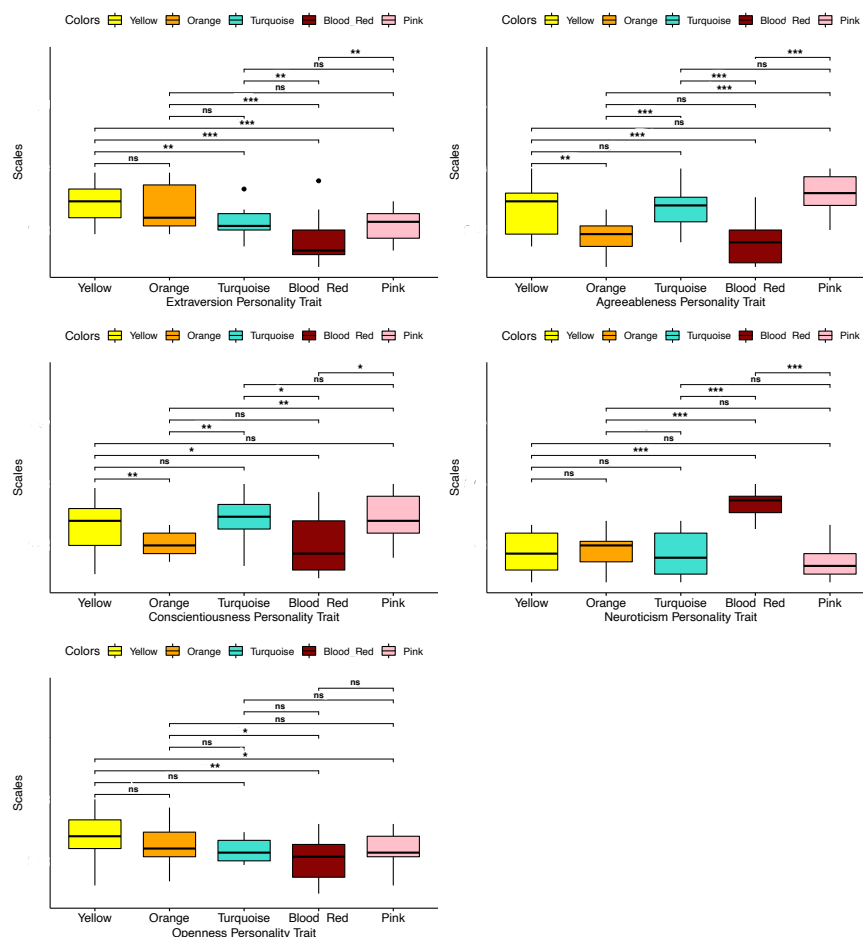 Colors Yellow Orange Turquoise Blood Red Pink
**
ns
**
ns
***
ns
***
***
**
ns
Scales
Yellow Orange Turquoise Blood Red Pink
Extraversion Personality Trait
Colors Yellow Orange Turquoise Blood Red Pink
***
ns
***
***
ns
***
ns
***
ns
**
Scales
Yellow Orange Turquoise Blood Red Pink
Agreeableness Personality Trait
Colors Yellow Orange Turquoise Blood Red Pink
*
ns
*
**
ns
**
ns
*
ns
**
Scales
Yellow Orange Turquoise Blood Red Pink
Conscientiousness Personality Trait
Colors Yellow Orange Turquoise Blood Red Pink
***
ns
***
ns
***
ns
ns
***
ns
ns
Scales
Yellow Orange Turquoise Blood Red Pink
Neuroticism Personality Trait
Colors Yellow Orange Turquoise Blood Red Pink
ns
ns
ns
ns
*
ns
*
**
ns
ns
Scales
Yellow Orange Turquoise Blood Red Pink
Openness Personality Trait